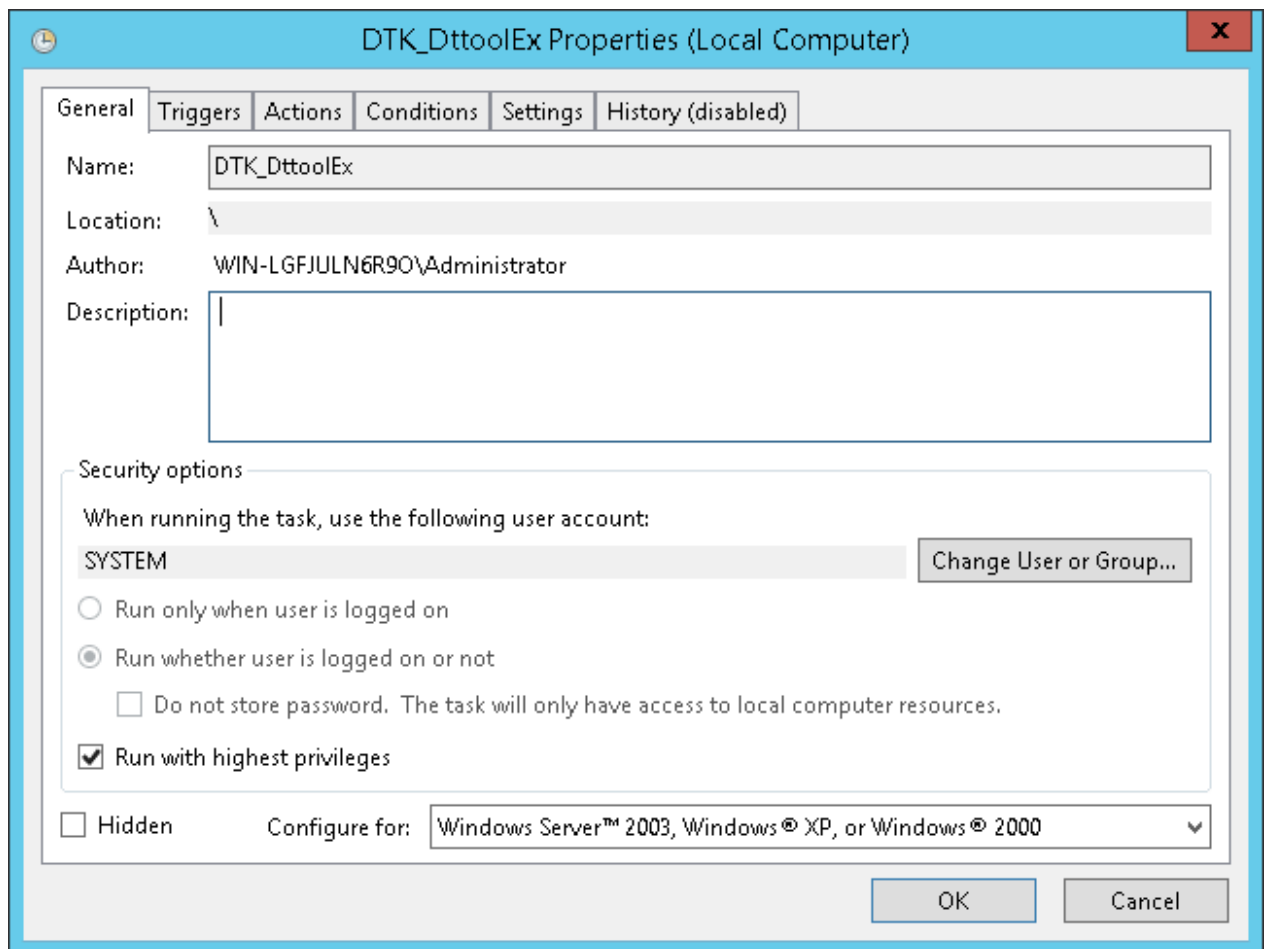 DTK_DttoolEx Properties (Local Computer)
x
General Triggers Actions Conditions Settings History (disabled)
Name: DTK_DttoolEx
Location: \
Author: WIN-LGFJULN6R9O\Administrator
Description:
Security options
When running the task, use the following user account:
SYSTEM Change User or Group...
Run only when user is logged on
Run whether user is logged on or not
Do not store password. The task will only have access to local computer resources.
Run with highest privileges
Hidden Configure for: Windows Server™ 2003, Windows® XP, or Windows® 2000
OK Cancel